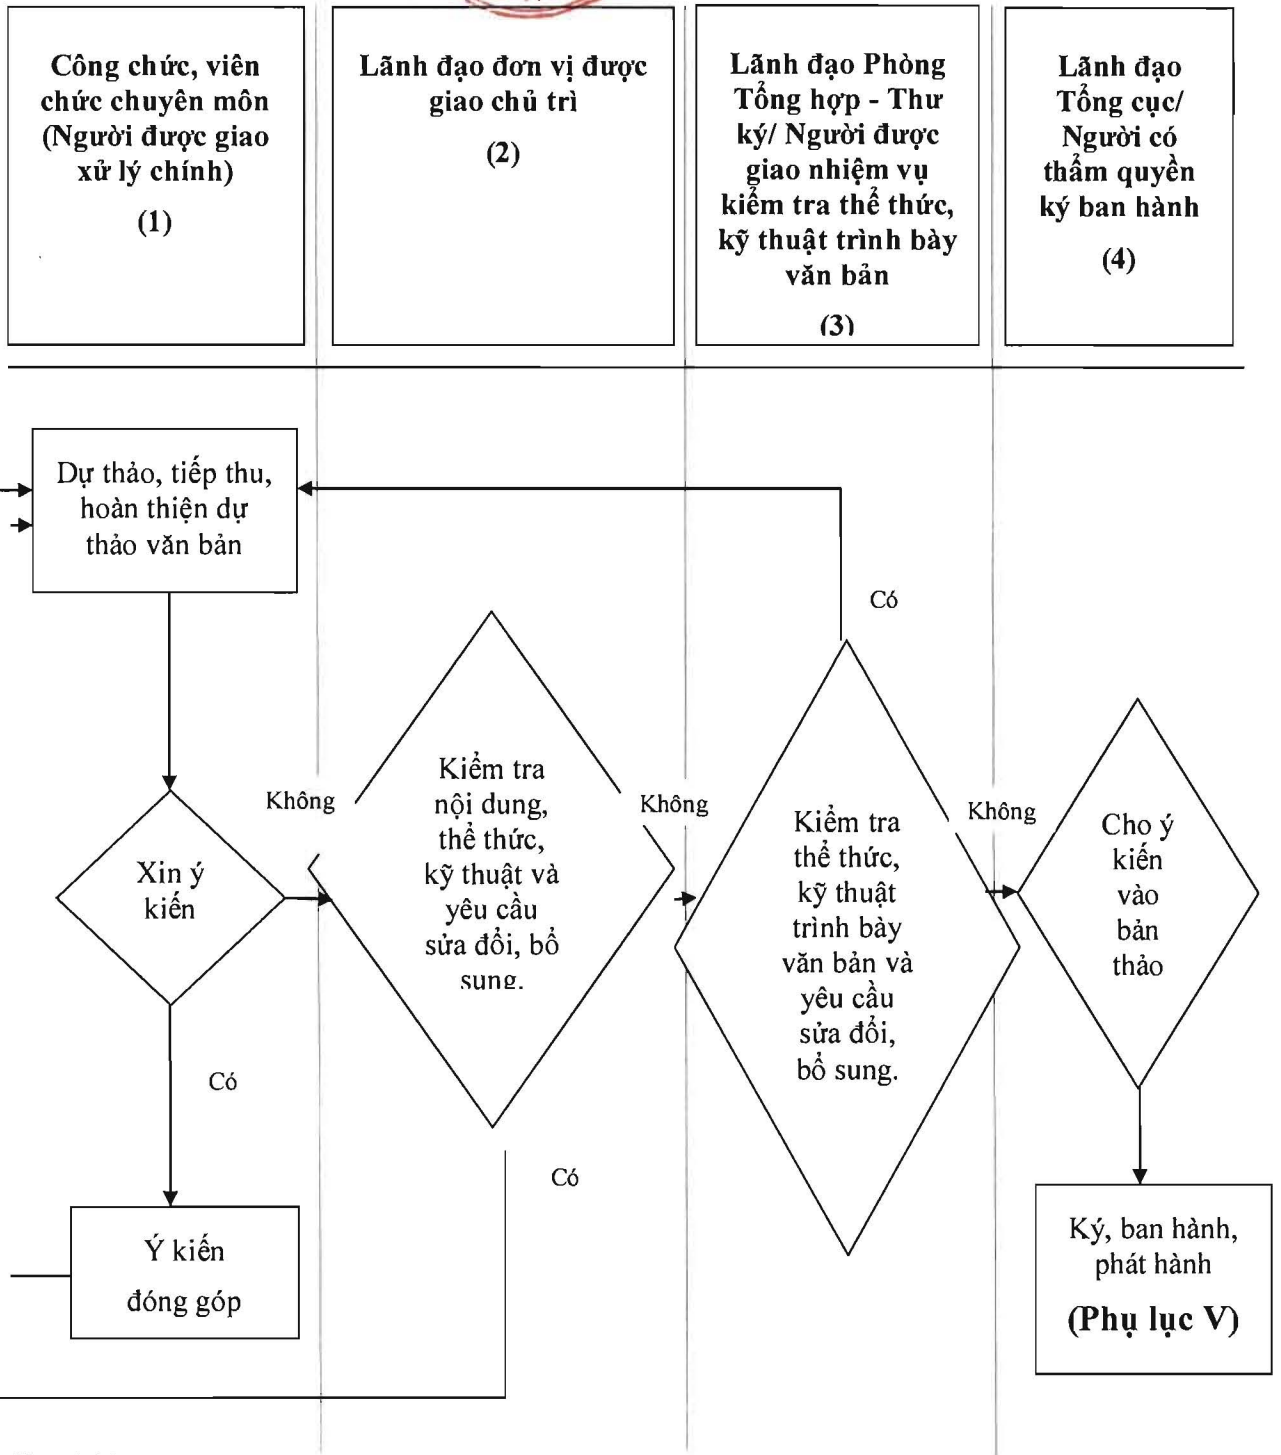 Công chức, viên
chức chuyên môn
(Người được giao
xử lý chính)
(1)
Lãnh đạo đơn vị được
giao chủ trì
(2)
Lãnh đạo Phòng
Tổng hợp - Thư
ký/ Người được
giao nhiệm vụ
kiểm tra thể thức,
kỹ thuật trình bày
văn bản
(3)
Lãnh đạo
Tổng cục/
Người có
thẩm quyền
ký ban hành
(4)
Dự thảo, tiếp thu,
hoàn thiện dự
thảo văn bản
Có
Không
Kiểm tra
nội dung,
thể thức,
kỹ thuật và
yêu cầu
sửa đổi, bổ
sung.
Không
Kiểm tra
thể thức,
kỹ thuật
trình bày
văn bản và
yêu cầu
sửa đổi,
bổ sung.
Không
Cho ý
kiến
vào
bản
thảo
Xin ý
kiến
Có
Có
Ý kiến
đóng góp
Ký, ban hành,
phát hành
(Phụ lục V)